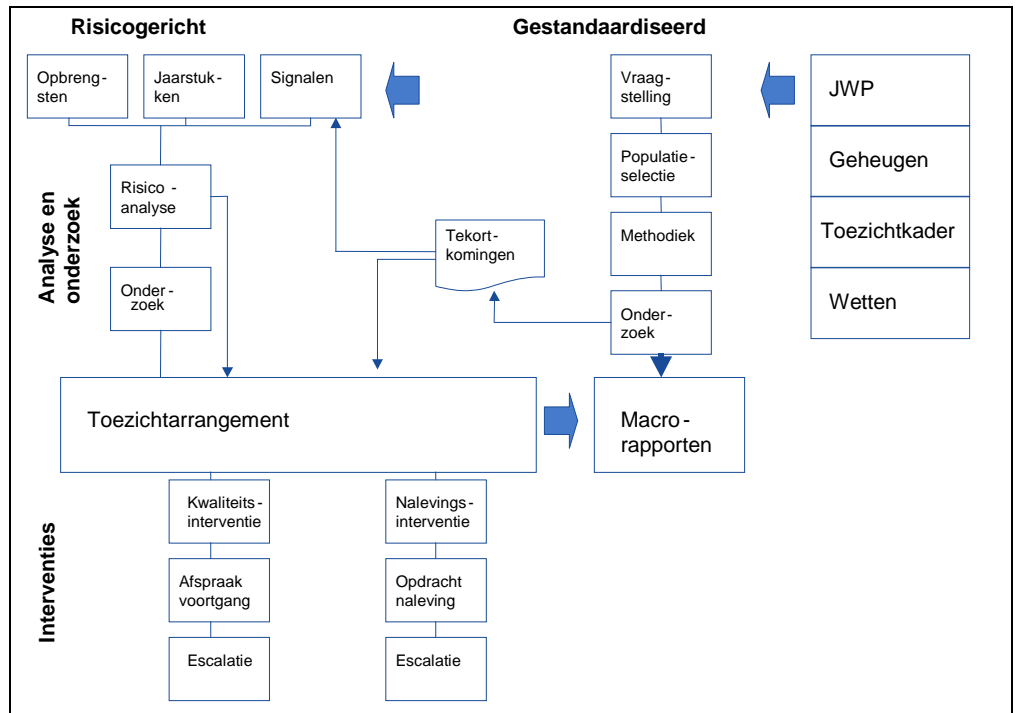 Risicogericht
Gestandaardiseerd
Opbreng-
sten
Jaarstuk-
ken
Signalen
Vraag-
stelling
JWP
Geheugen
Toezichtkader
Wetten
Analyse en
onderzoek
Risico -
analyse
Populatie-
selectie
Tekort-
komingen
Methodiek
Onder -
zoek
Onder-
zoek
Toezichtarrangement
Macro -
rapporten
Interventies
Kwaliteits -
interventie
Nalevings -
interventie
Afspraak
voortgang
Opdracht
naleving
Escalatie
Escalatie